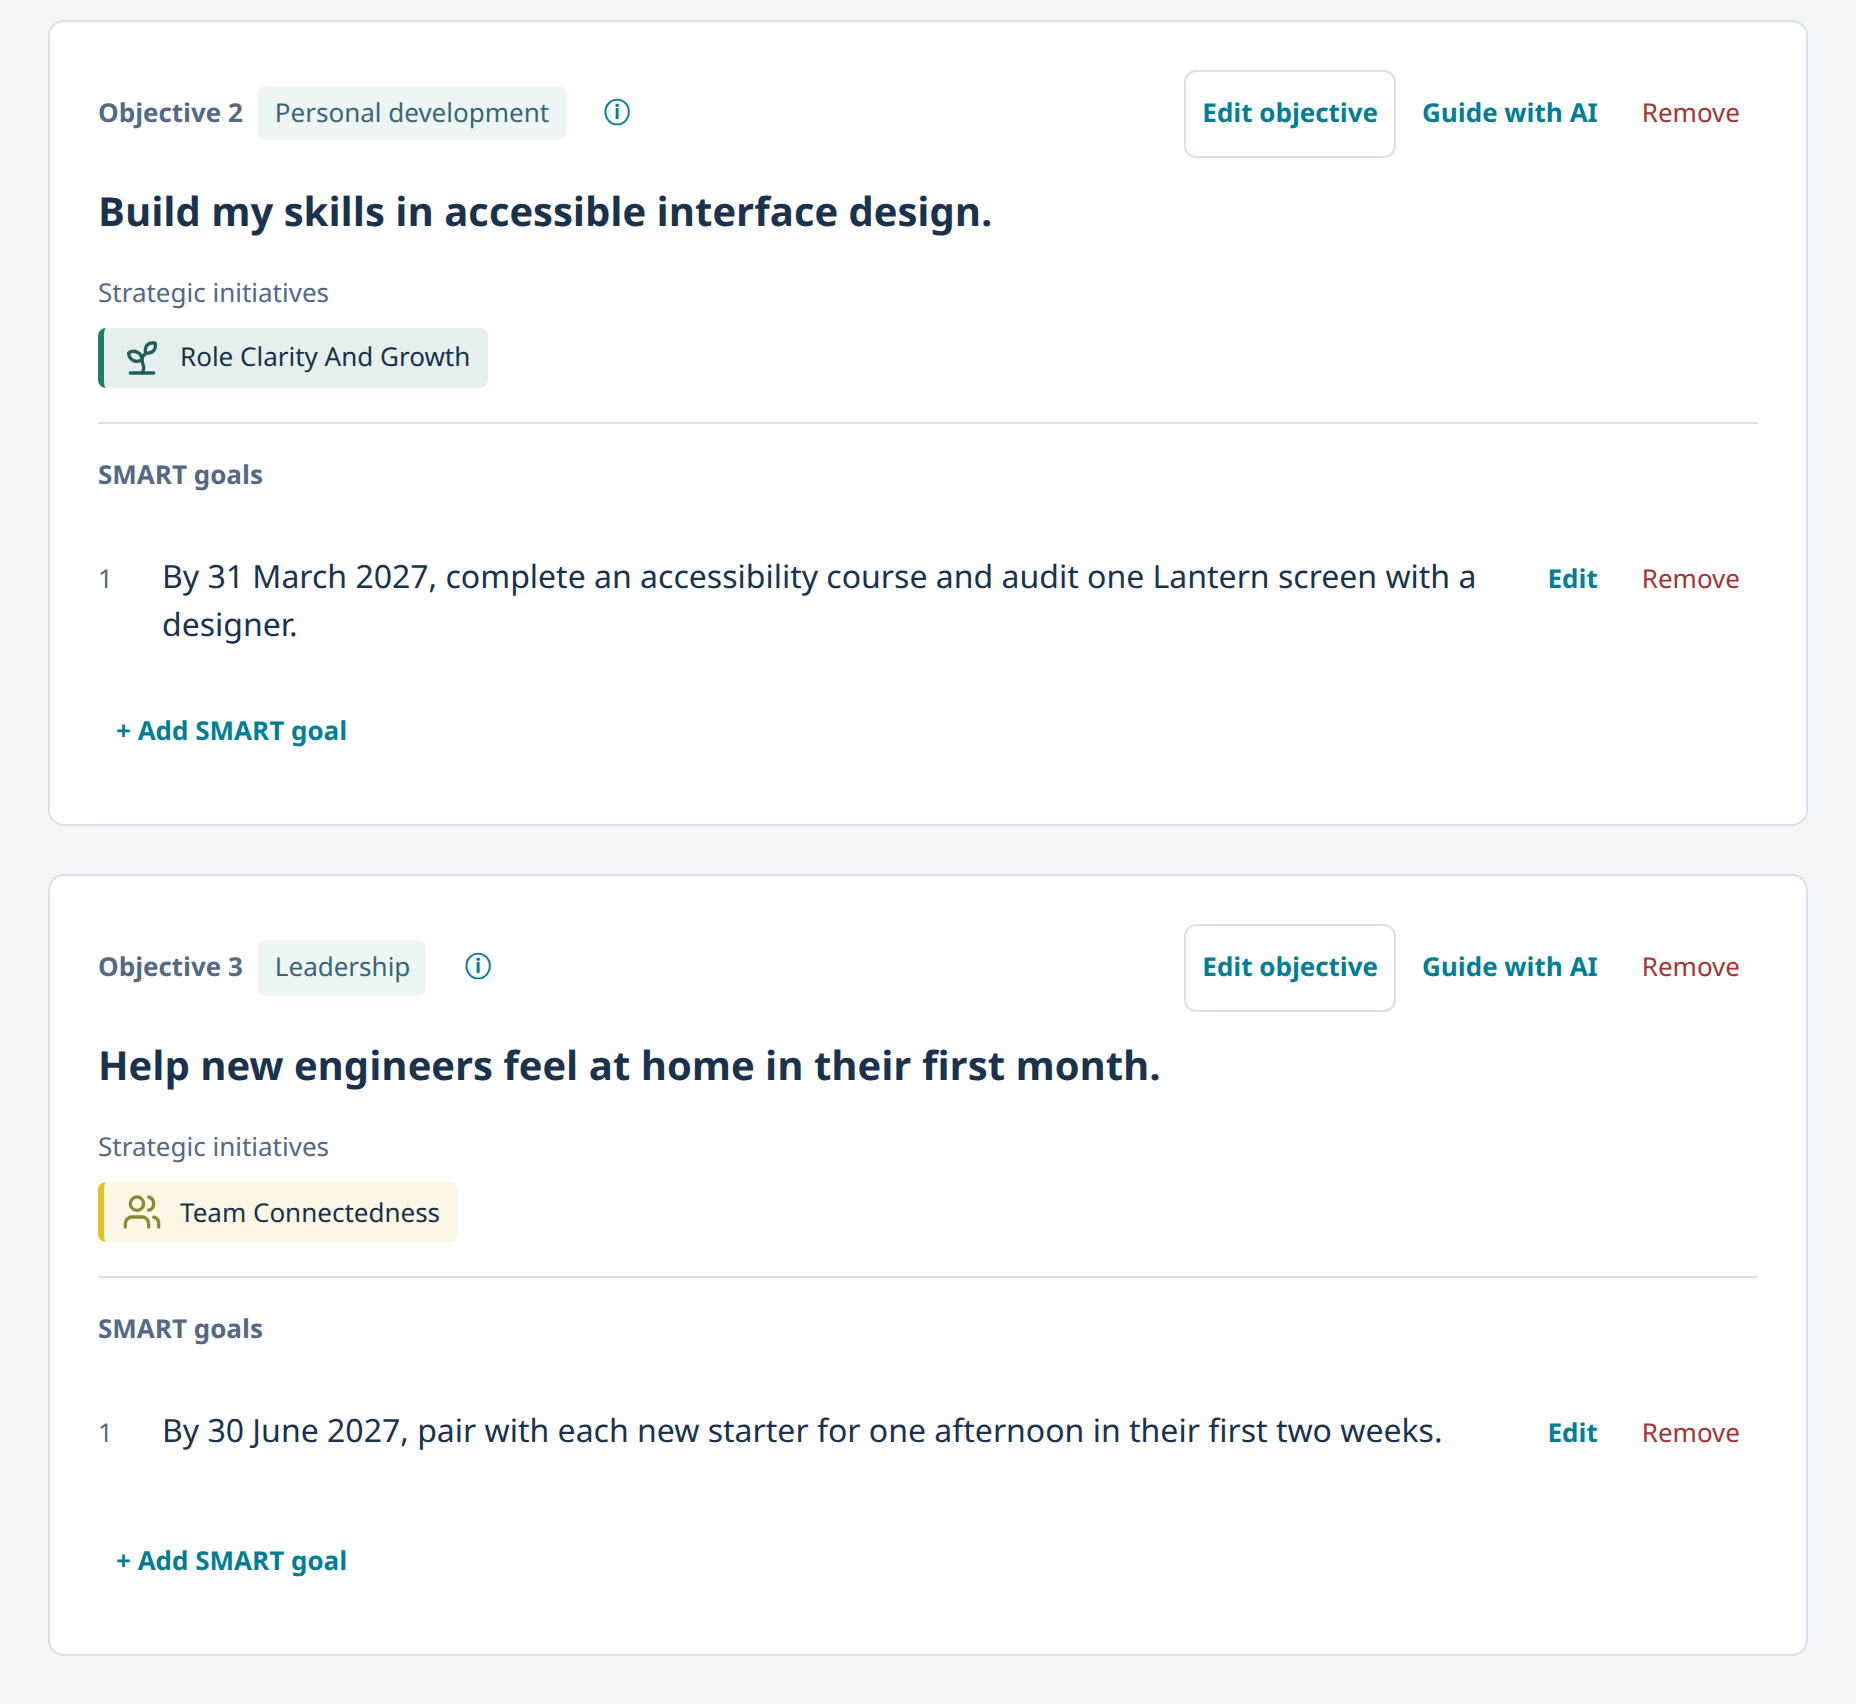 Objective 2 Personal development Edit objective Guide with AI Remove
Build my skills in accessible interface design.
Strategic initiatives
Role Clarity And Growth
SMART goals
1 By 31 March 2027, complete an accessibility course and audit one Lantern screen with a Edit Remove
designer.
+ Add SMART goal
Objective 3 Leadership Edit objective Guide with AI Remove
Help new engineers feel at home in their first month.
Strategic initiatives
Team Connectedness
SMART goals
1 By 30 June 2027, pair with each new starter for one afternoon in their first two weeks. Edit Remove
+ Add SMART goal